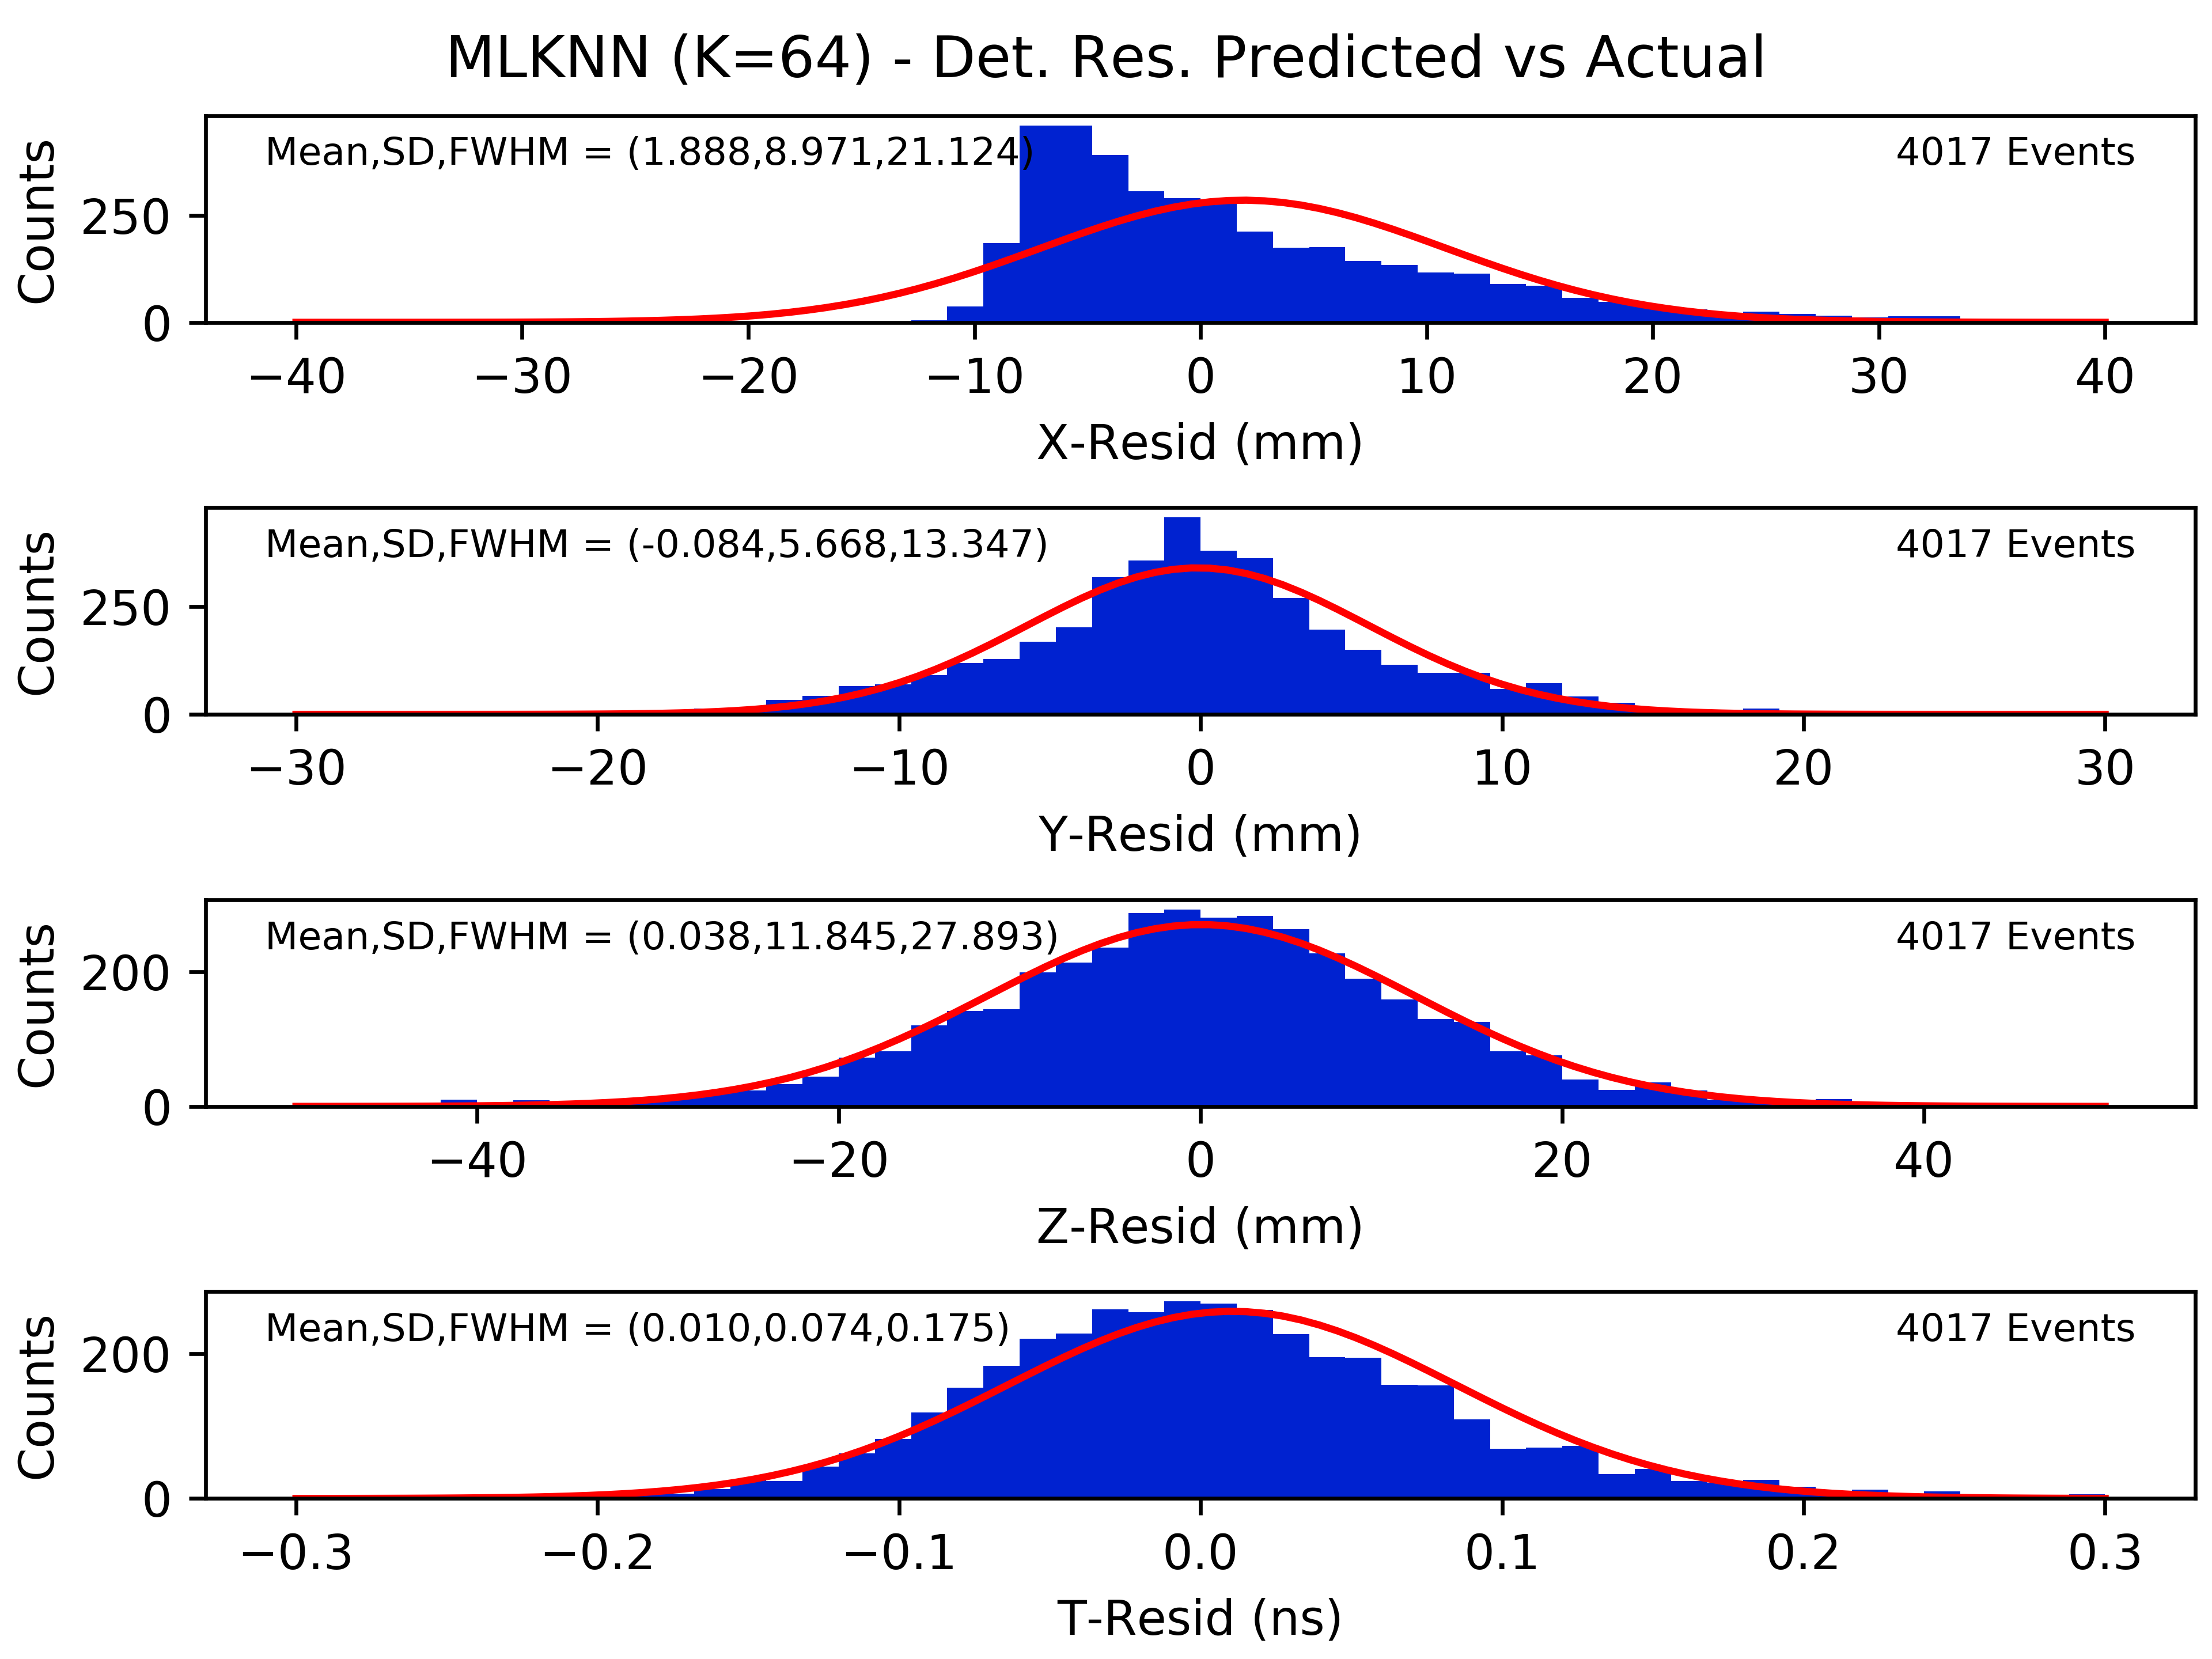 MLKNN (K=64) - Det. Res. Predicted vs Actual
Mean,SD,FWHM = (1.888,8.971,21.124)
4017 Events
Counts
250
0
−40 −30 −20 −10 0 10 20 30 40
X-Resid (mm)
Mean,SD,FWHM = (-0.084,5.668,13.347)
4017 Events
Counts
250
0
−30 −20 −10 0 10 20 30
Y-Resid (mm)
Mean,SD,FWHM = (0.038,11.845,27.893)
4017 Events
Counts
200
0
−40 −20 0 20 40
Z-Resid (mm)
Mean,SD,FWHM = (0.010,0.074,0.175)
4017 Events
Counts
200
0
−0.3 −0.2 −0.1 0.0 0.1 0.2 0.3
T-Resid (ns)